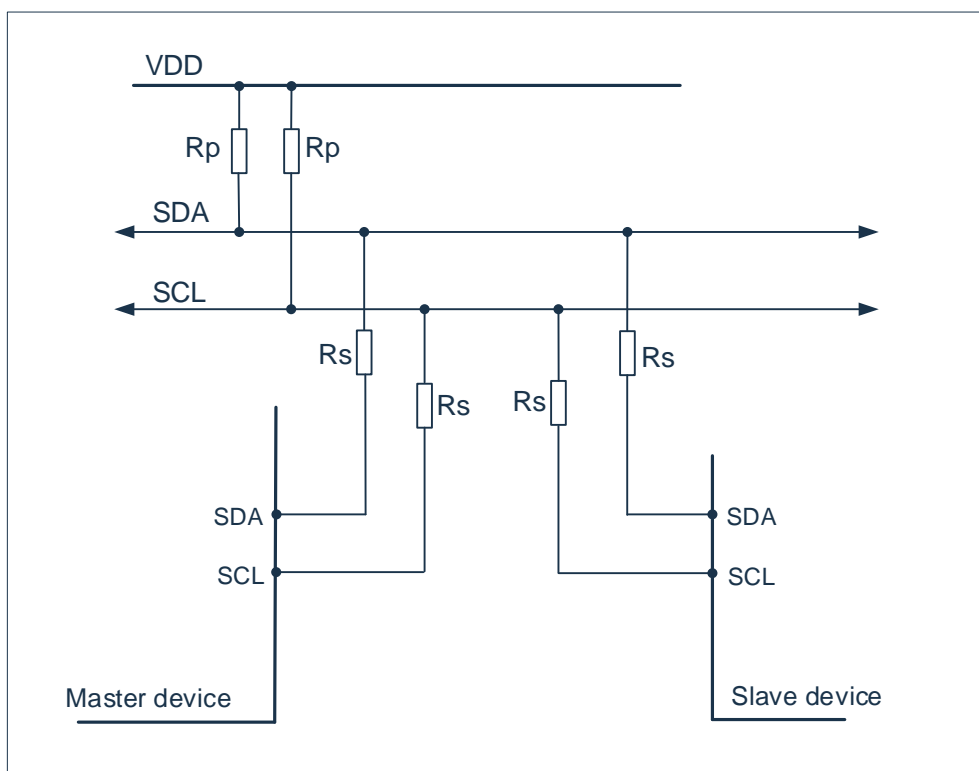 VDD
Rp
Rp
SDA
SCL
Rs
Rs
Rs
Rs
SDA
SCL
SDA
SCL
Master device
Slave device